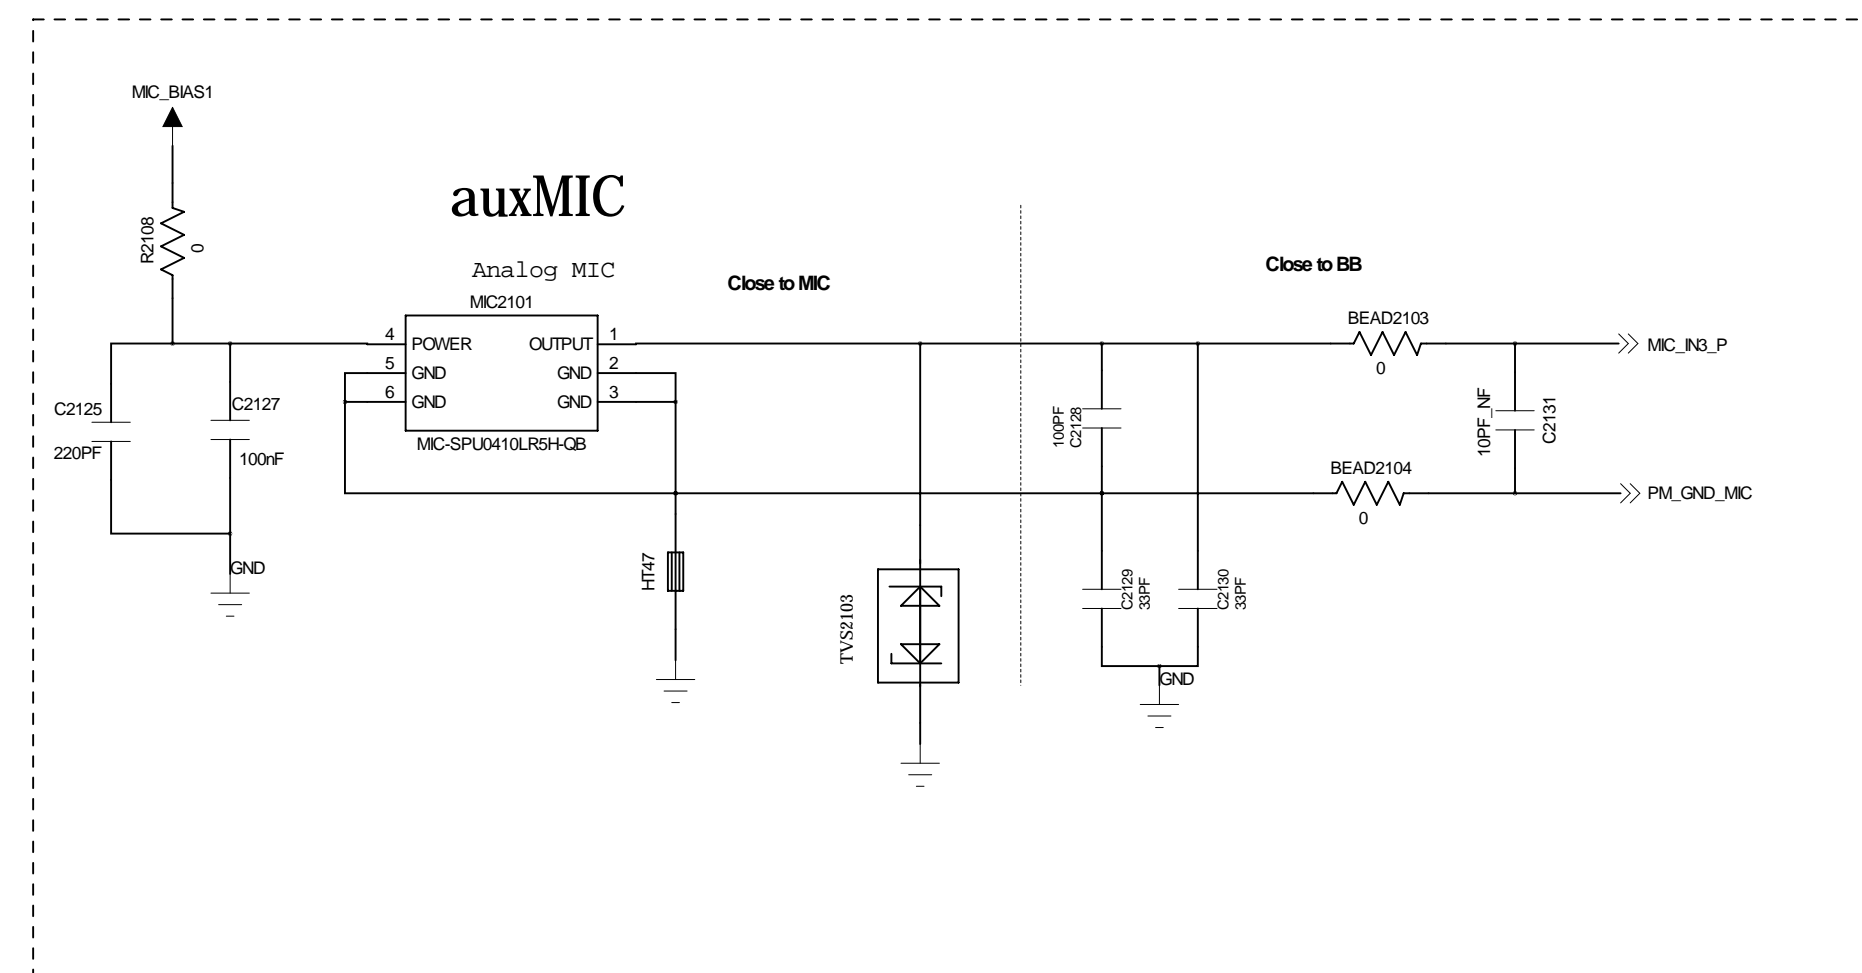 MIC_BIAS1
auxMIC
R2108
0
Analog MIC
Close to MIC
Close to BB
MIC2101
4
POWER
OUTPUT
1
5
GND
GND
2
6
GND
GND
3
MIC-SPU0410LR5H-QB
BEAD2103
0
MIC_IN3_P
C2125
220PF
C2127
100nF
GND
100PF
C2128
10PF_NF
C2131
BEAD2104
0
PM_GND_MIC
HT47
TVS2103
C2129
33PF
C2130
33PF
GND